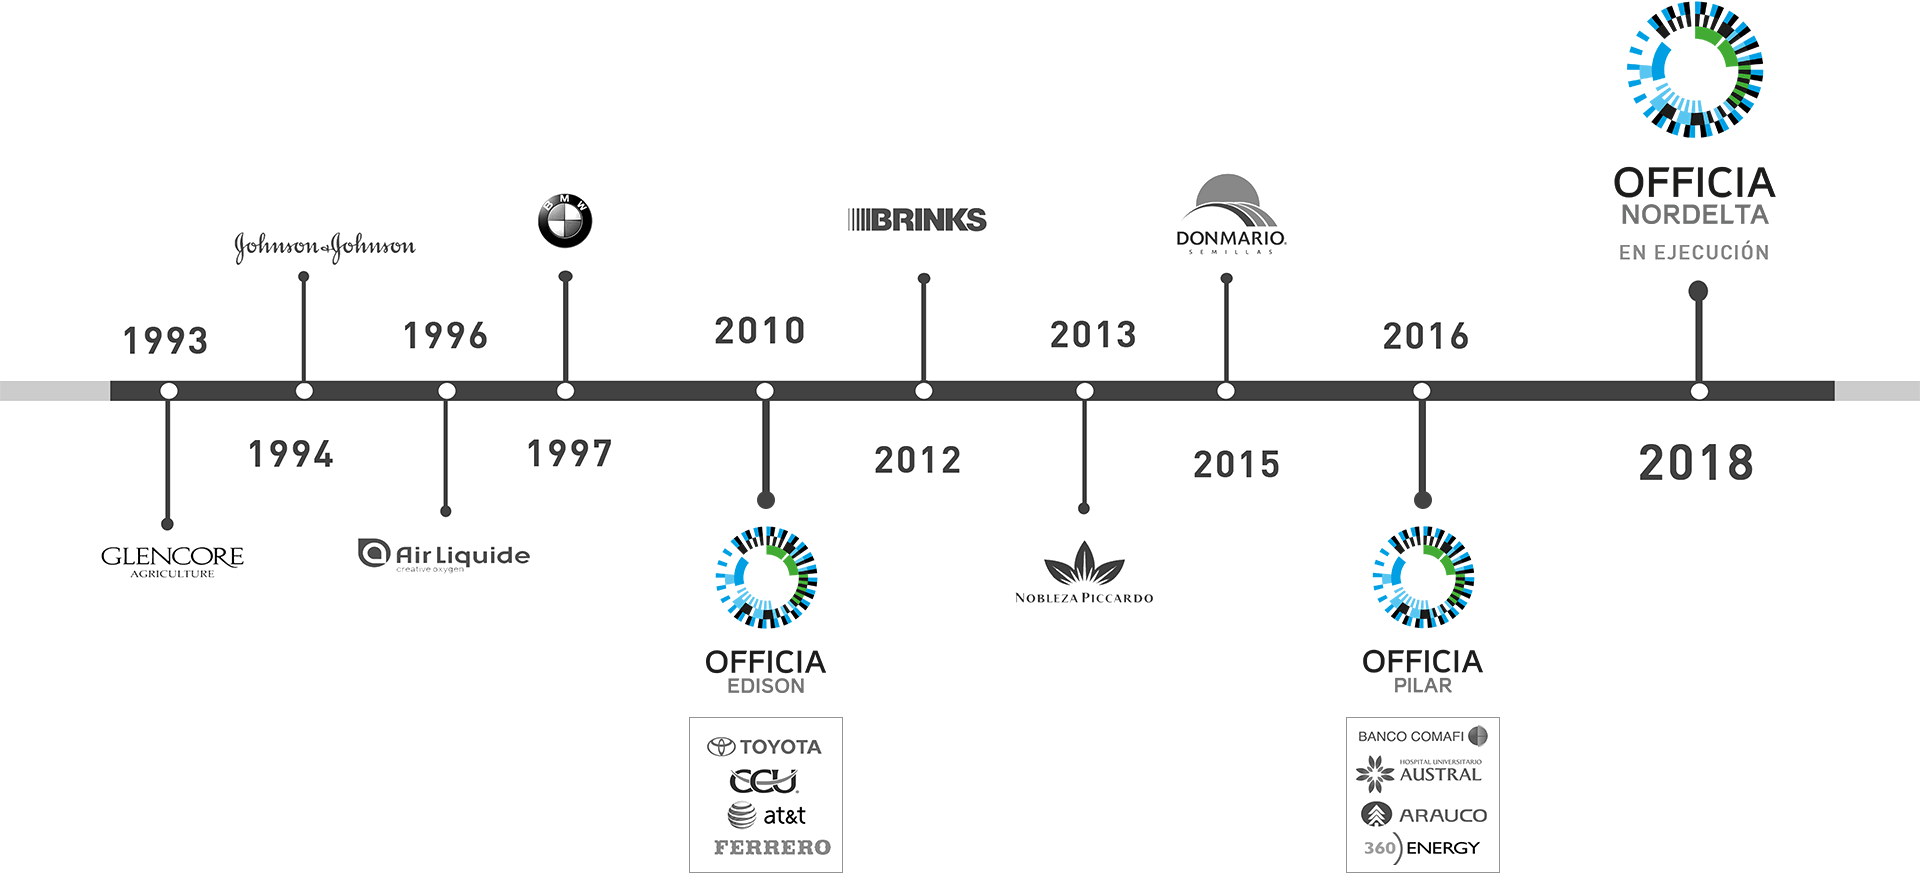 1993
GLENCORE
AGRICULTURE
Johnson & Johnson
1994
1996
Air Liquide
creative oxygen
BMW
1997
2010
OFFICIA
EDISON
TOYOTA
CCU
at&t
FERRERO
BRINKS
2012
2013
NOBLEZA PICCARDO
DONMARIO
SEMILLAS
2015
2016
OFFICIA
PILAR
BANCO COMAFI
HOSPITAL UNIVERSITARIO
AUSTRAL
ARAUCO
360 ENERGY
OFFICIA
NORDELTA
EN EJECUCIÓN
2018